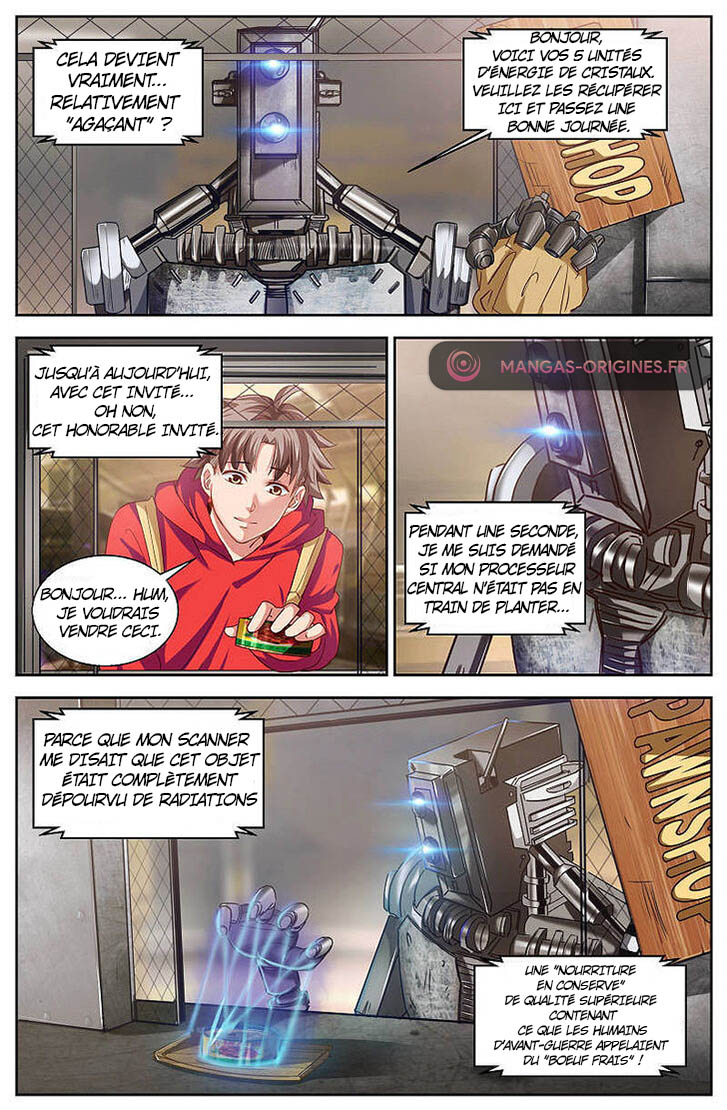 CELA DEVIENT
VRAIMENT...
RELATIVEMENT
"AGAÇANT" ?
BONJOUR,
VOICI VOS 5 UNITÉS
D'ÉNERGIE DE CRISTAUX.
VEUILLEZ LES RÉCUPÉRER
ICI ET PASSEZ UNE
BONNE JOURNÉE.
SHOP
MANGAS-ORIGINES.FR
JUSQU'À AUJOURD'HUI,
AVEC CET INVITÉ...
OH NON,
CET HONORABLE INVITÉ.
BONJOUR... HUM,
JE VOUDRAIS
VENDRE CECI.
PENDANT UNE SECONDE,
JE ME SUIS DEMANDÉ
SI MON PROCESSEUR
CENTRAL N'ÉTAIT PAS EN
TRAIN DE PLANTER...
PARCE QUE MON SCANNER
ME DISAIT QUE CET OBJET
ÉTAIT COMPLÈTEMENT
DÉPOURVU DE RADIATIONS
PAWNSHOP
UNE "NOURRITURE
EN CONSERVE"
DE QUALITÉ SUPÉRIEURE
CONTENANT
CE QUE LES HUMAINS
D'AVANT-GUERRE APPELAIENT
DU "BOEUF FRAIS" !